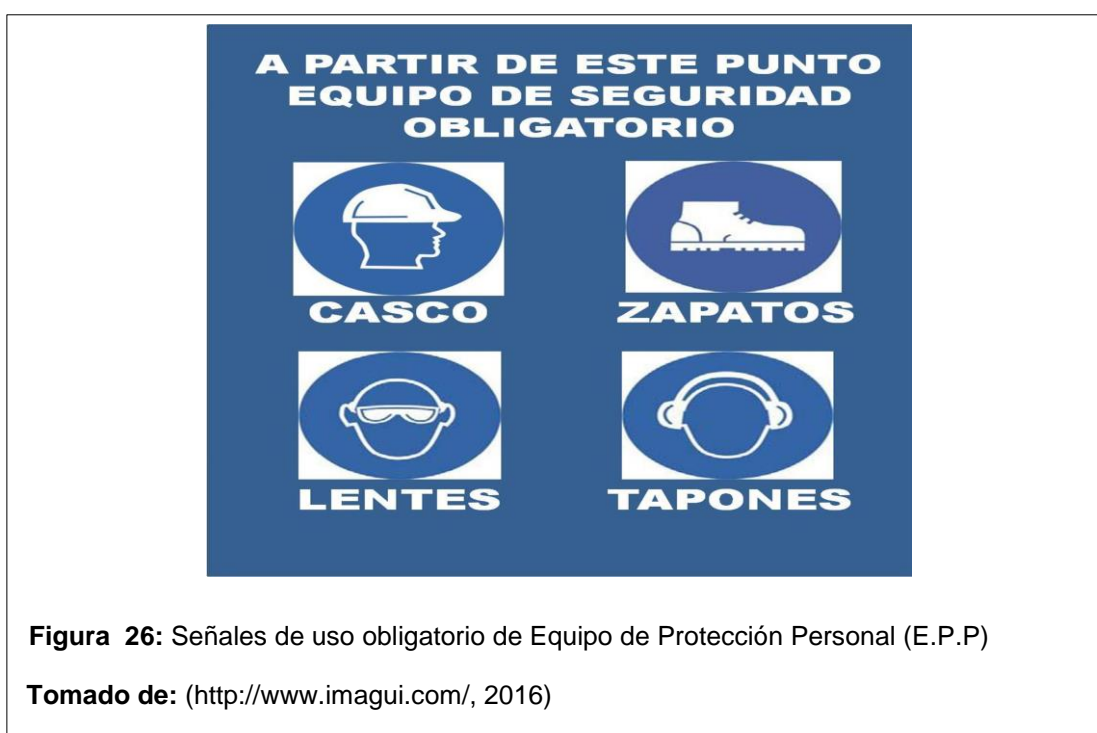 A PARTIR DE ESTE PUNTO
EQUIPO DE SEGURIDAD
OBLIGATORIO
CASCO
ZAPATOS
LENTES
TAPONES
Figura 26: Señales de uso obligatorio de Equipo de Protección Personal (E.P.P)
Tomado de: (http://www.imagui.com/, 2016)